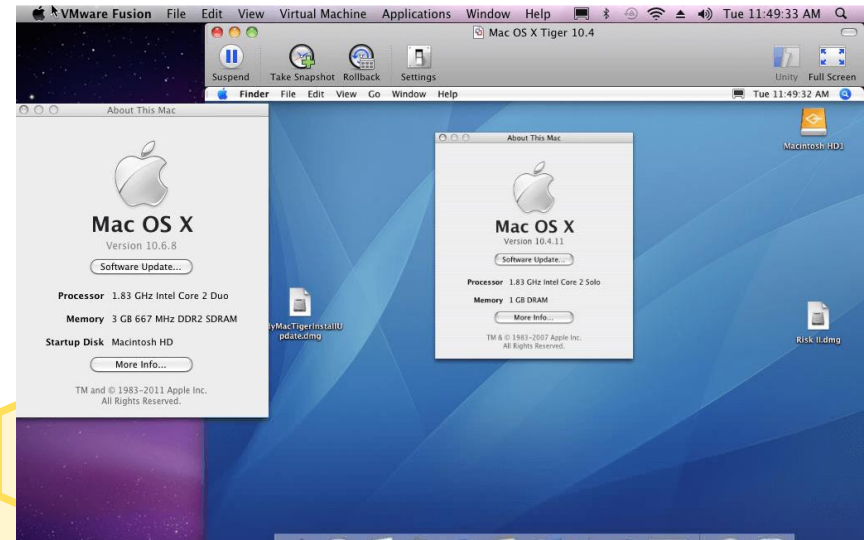 VMware Fusion File Edit View Virtual Machine Applications Window Help Tue 11:49:33 AM
Mac OS X Tiger 10.4
Suspend Take Snapshot Rollback Settings Unity Full Screen
Finder File Edit View Go Window Help Tue 11:49:32 AM
About This Mac
Mac OS X
Version 10.6.8
Software Update...
Processor 1.83 GHz Intel Core 2 Duo
Memory 3 GB 667 MHz DDR2 SDRAM
Startup Disk Macintosh HD
More Info...
TM and © 1983-2011 Apple Inc.
All Rights Reserved.
lyMacTigerInstallU
pdate.dmg
About This Mac
Mac OS X
Version 10.4.11
Software Update...
Processor 1.83 GHz Intel Core 2 Solo
Memory 1 GB DRAM
More Info...
TM & © 1983-2007 Apple Inc.
All Rights Reserved.
Macintosh HD1
Risk II.dmg